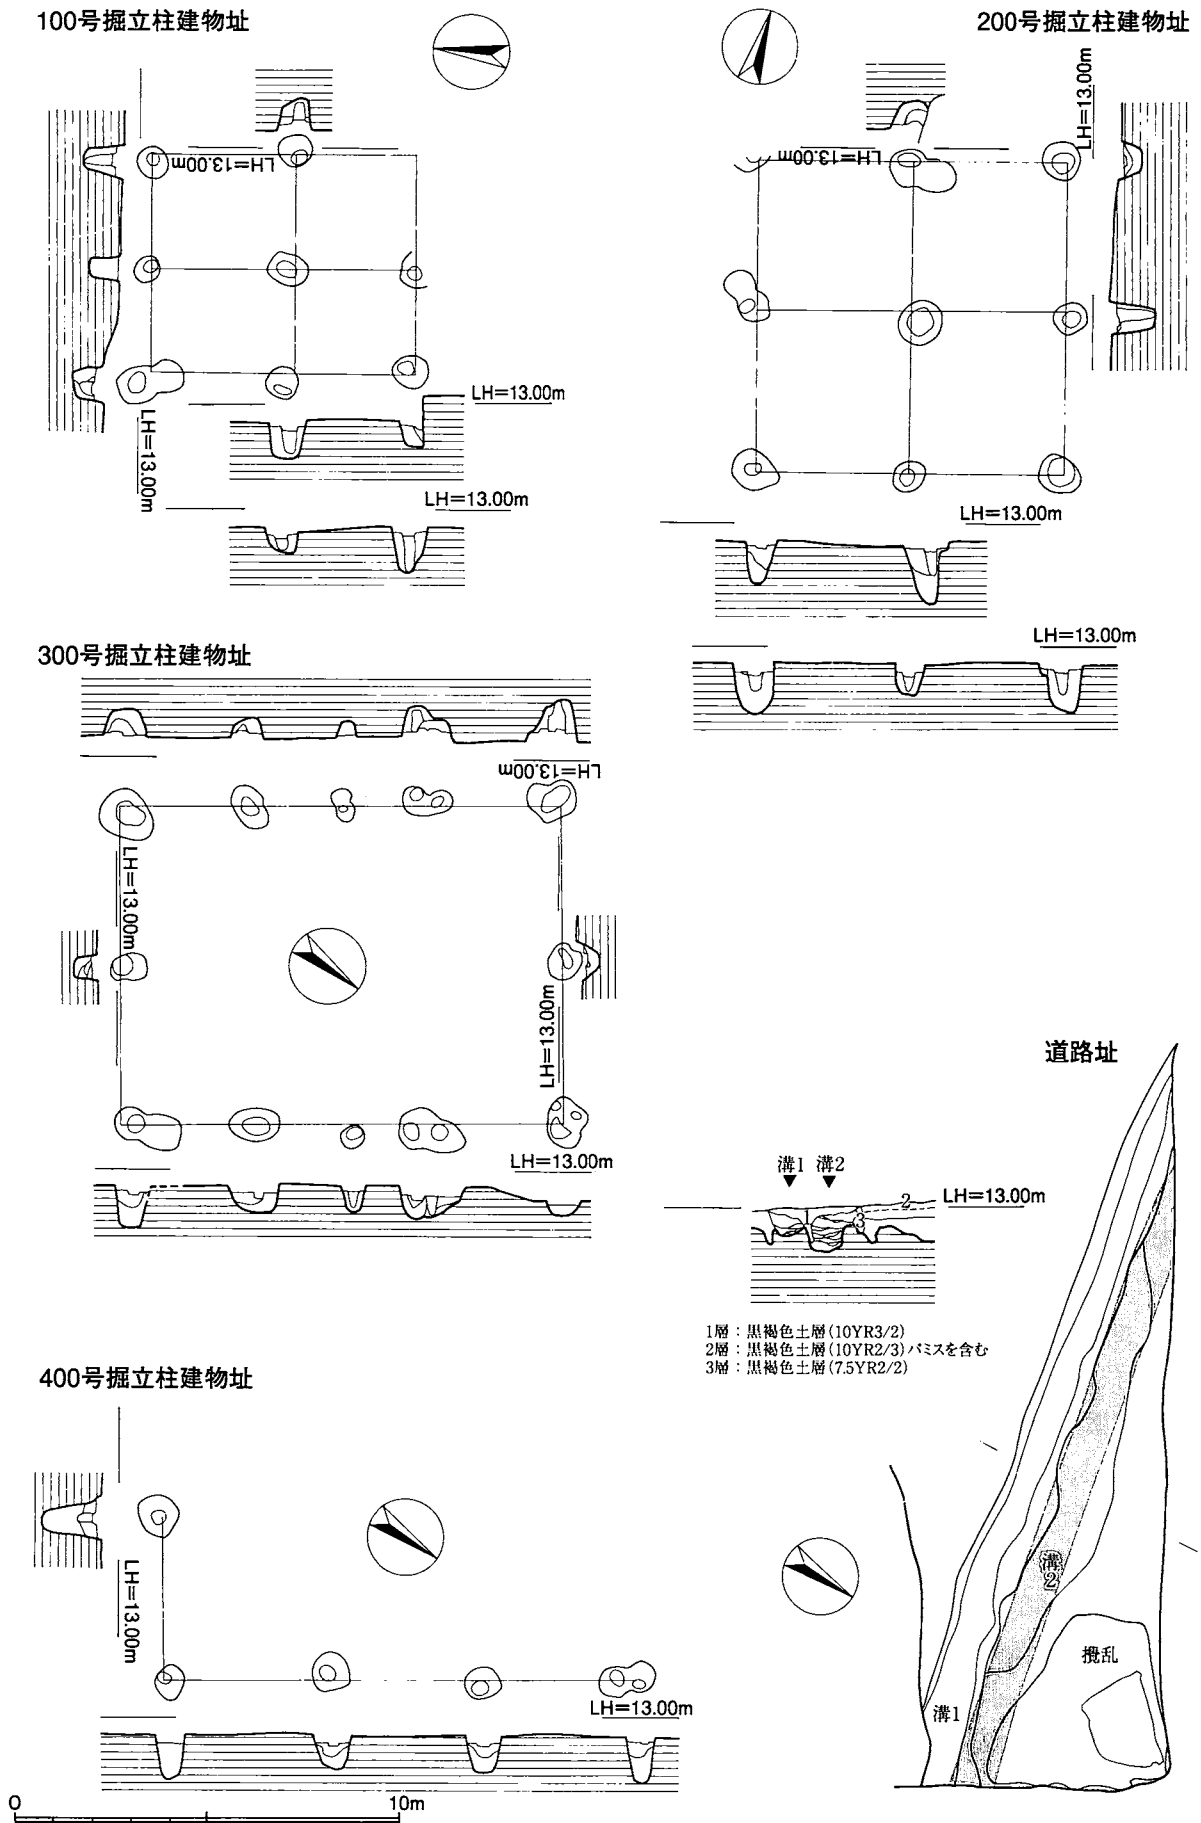 100号掘立柱建物址
200号掘立柱建物址
LH=13.00m
LH=13.00m
LH=13.00m
LH=13.00m
LH=13.00m
LH=13.00m
LH=13.00m
LH=13.00m
LH=13.00m
300号掘立柱建物址
LH=13.00m
LH=13.00m
LH=13.00m
LH=13.00m
道路址
溝1 溝2
2
3
LH=13.00m
1層：黒褐色土層(10YR3/2)
2層：黒褐色土層(10YR2/3)パミスを含む
3層：黒褐色土層(7.5YR2/2)
400号掘立柱建物址
LH=13.00m
LH=13.00m
溝2
攪乱
溝1
0 10m